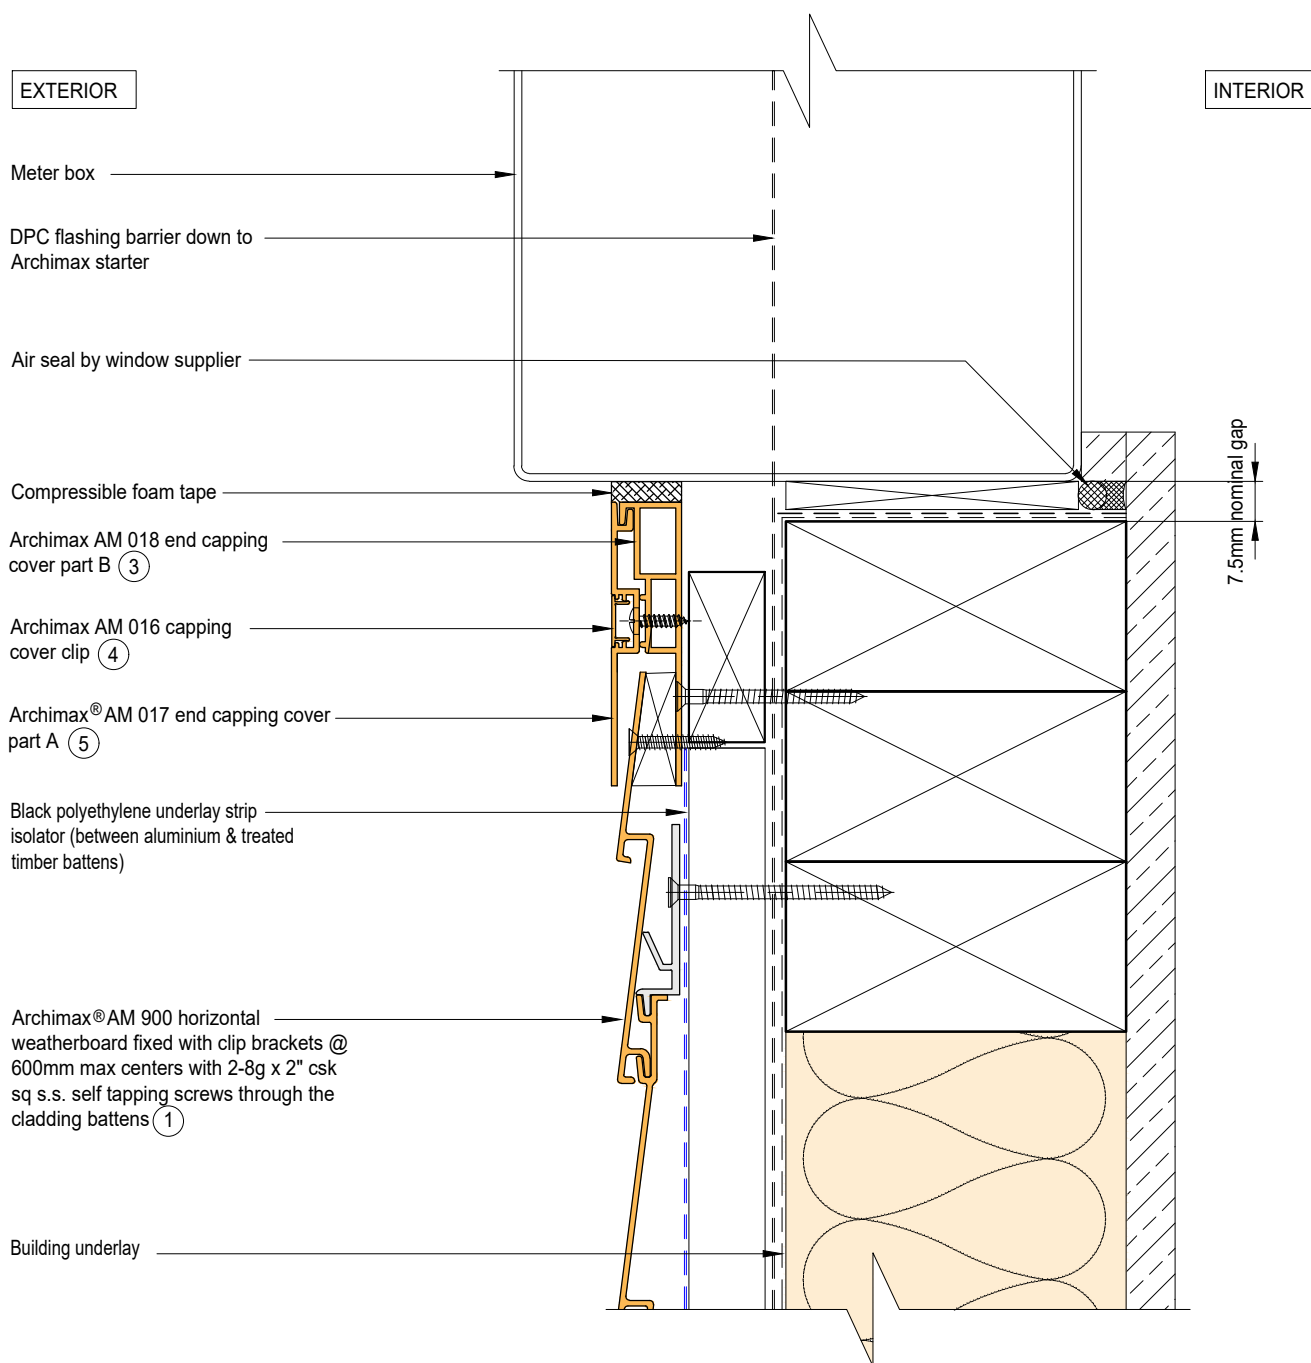 EXTERIOR
INTERIOR
Meter box
DPC flashing barrier down to
Archimax starter
Air seal by window supplier
7.5mm nominal gap
Compressible foam tape
Archimax AM 018 end capping
cover part B 3
Archimax AM 016 capping
cover clip 4
Archimax® AM 017 end capping cover
part A 5
Black polyethylene underlay strip
isolator (between aluminium & treated
timber battens)
Archimax® AM 900 horizontal
weatherboard fixed with clip brackets @
600mm max centers with 2-8g x 2" csk
sq s.s. self tapping screws through the
cladding battens 1
Building underlay